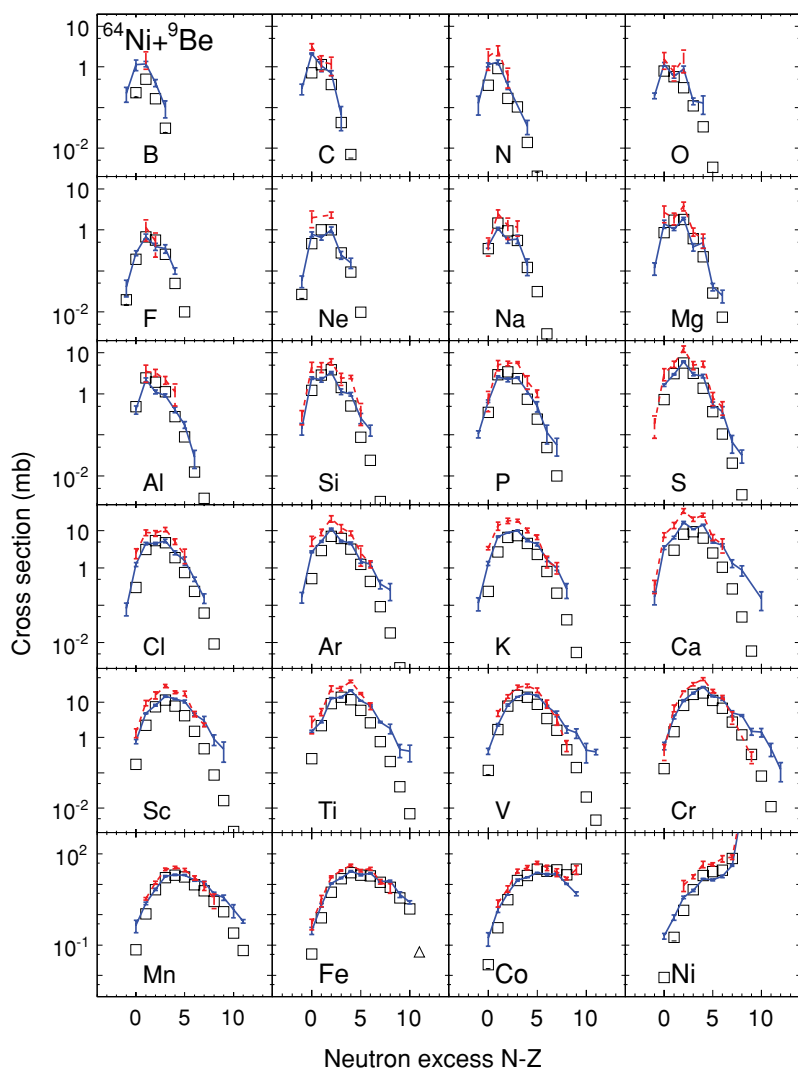 ⁶⁴Ni+⁹Be
10
1
10⁻²
B
C
N
O
10
1
10⁻²
F
Ne
Na
Mg
10
1
10⁻²
Al
Si
P
S
10
1
10⁻²
Cl
Ar
K
Ca
10
1
10⁻²
Sc
Ti
V
Cr
10²
10⁻¹
Mn
Fe
Co
Ni
0 5 10 0 5 10 0 5 10 0 5 10
Neutron excess N-Z
Cross section (mb)